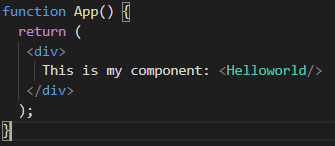 function App() {
  return (
    <div>
      This is my component: <Helloworld/>
    </div>
  );
}